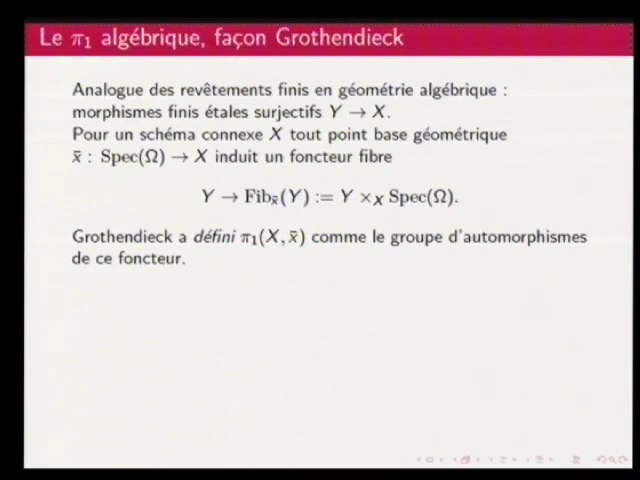 Le π₁ algébrique, façon Grothendieck
Analogue des revêtements finis en géométrie algébrique :
morphismes finis étales surjectifs Y → X.
Pour un schéma connexe X tout point base géométrique
x̄ : Spec(Ω) → X induit un foncteur fibre
Y → Fib_x̄(Y) := Y ×_X Spec(Ω).
Grothendieck a défini π₁(X, x̄) comme le groupe d'automorphismes
de ce foncteur.